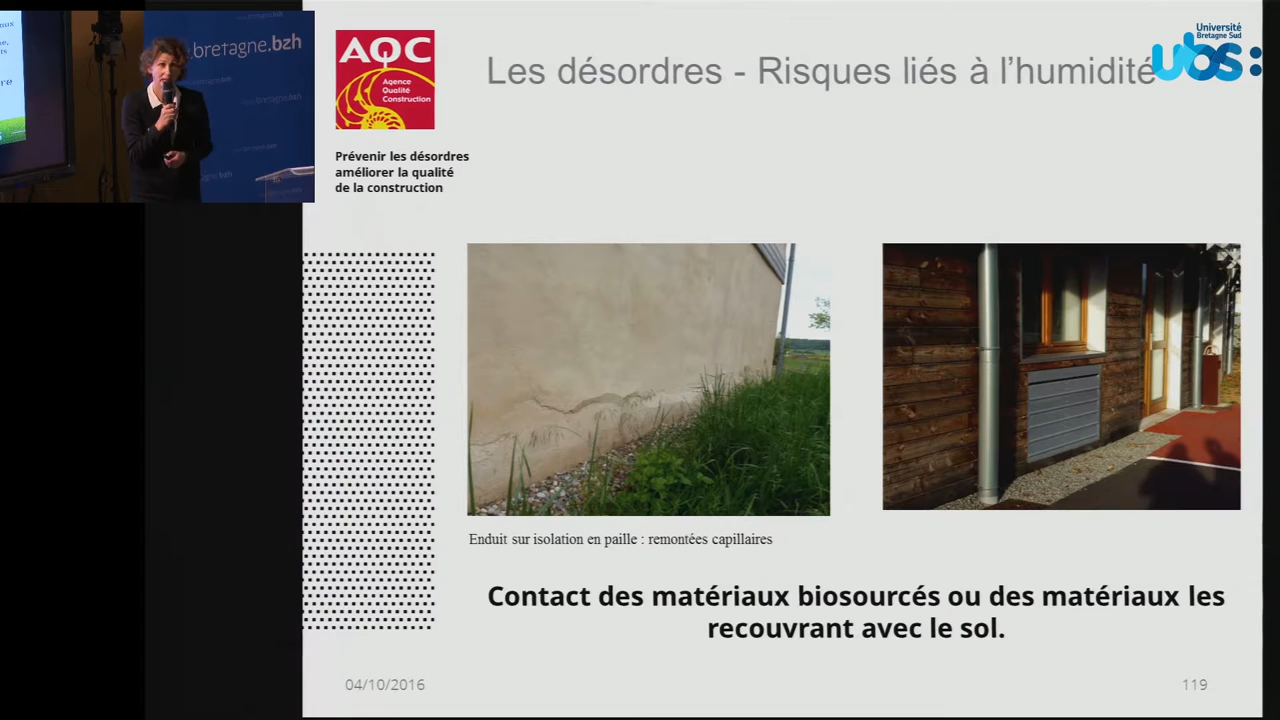 .bretagne.bzh
AQC
Agence
Qualité
Construction
Les désordres - Risques liés à l'humidité
Université
Bretagne Sud
ubs:
Prévenir les désordres
améliorer la qualité
de la construction
Enduit sur isolation en paille : remontées capillaires
Contact des matériaux biosourcés ou des matériaux les
recouvrant avec le sol.
04/10/2016
119